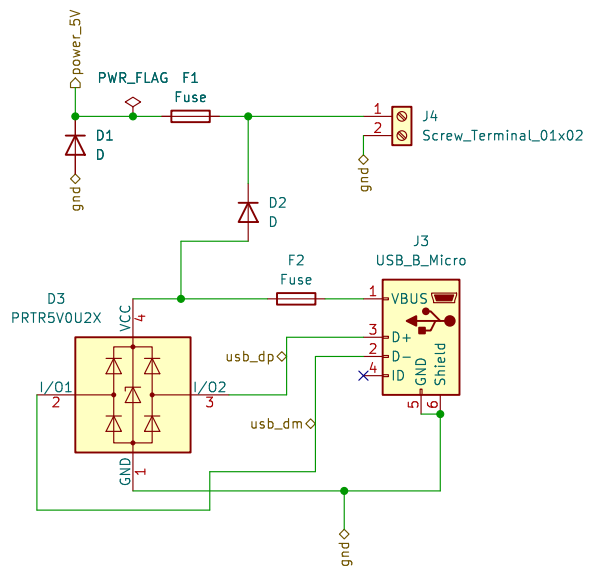 power_5V
PWR_FLAG
F1
Fuse
D1
D
gnd
1
2
J4
Screw_Terminal_01x02
gnd
D2
D
J3
USB_B_Micro
F2
Fuse
D3
PRTR5V0U2X
VCC
4
1
VBUS
3
D+
2
D-
4
ID
GND
5
Shield
6
usb_dp
I/O1
2
I/O2
3
usb_dm
GND
1
gnd